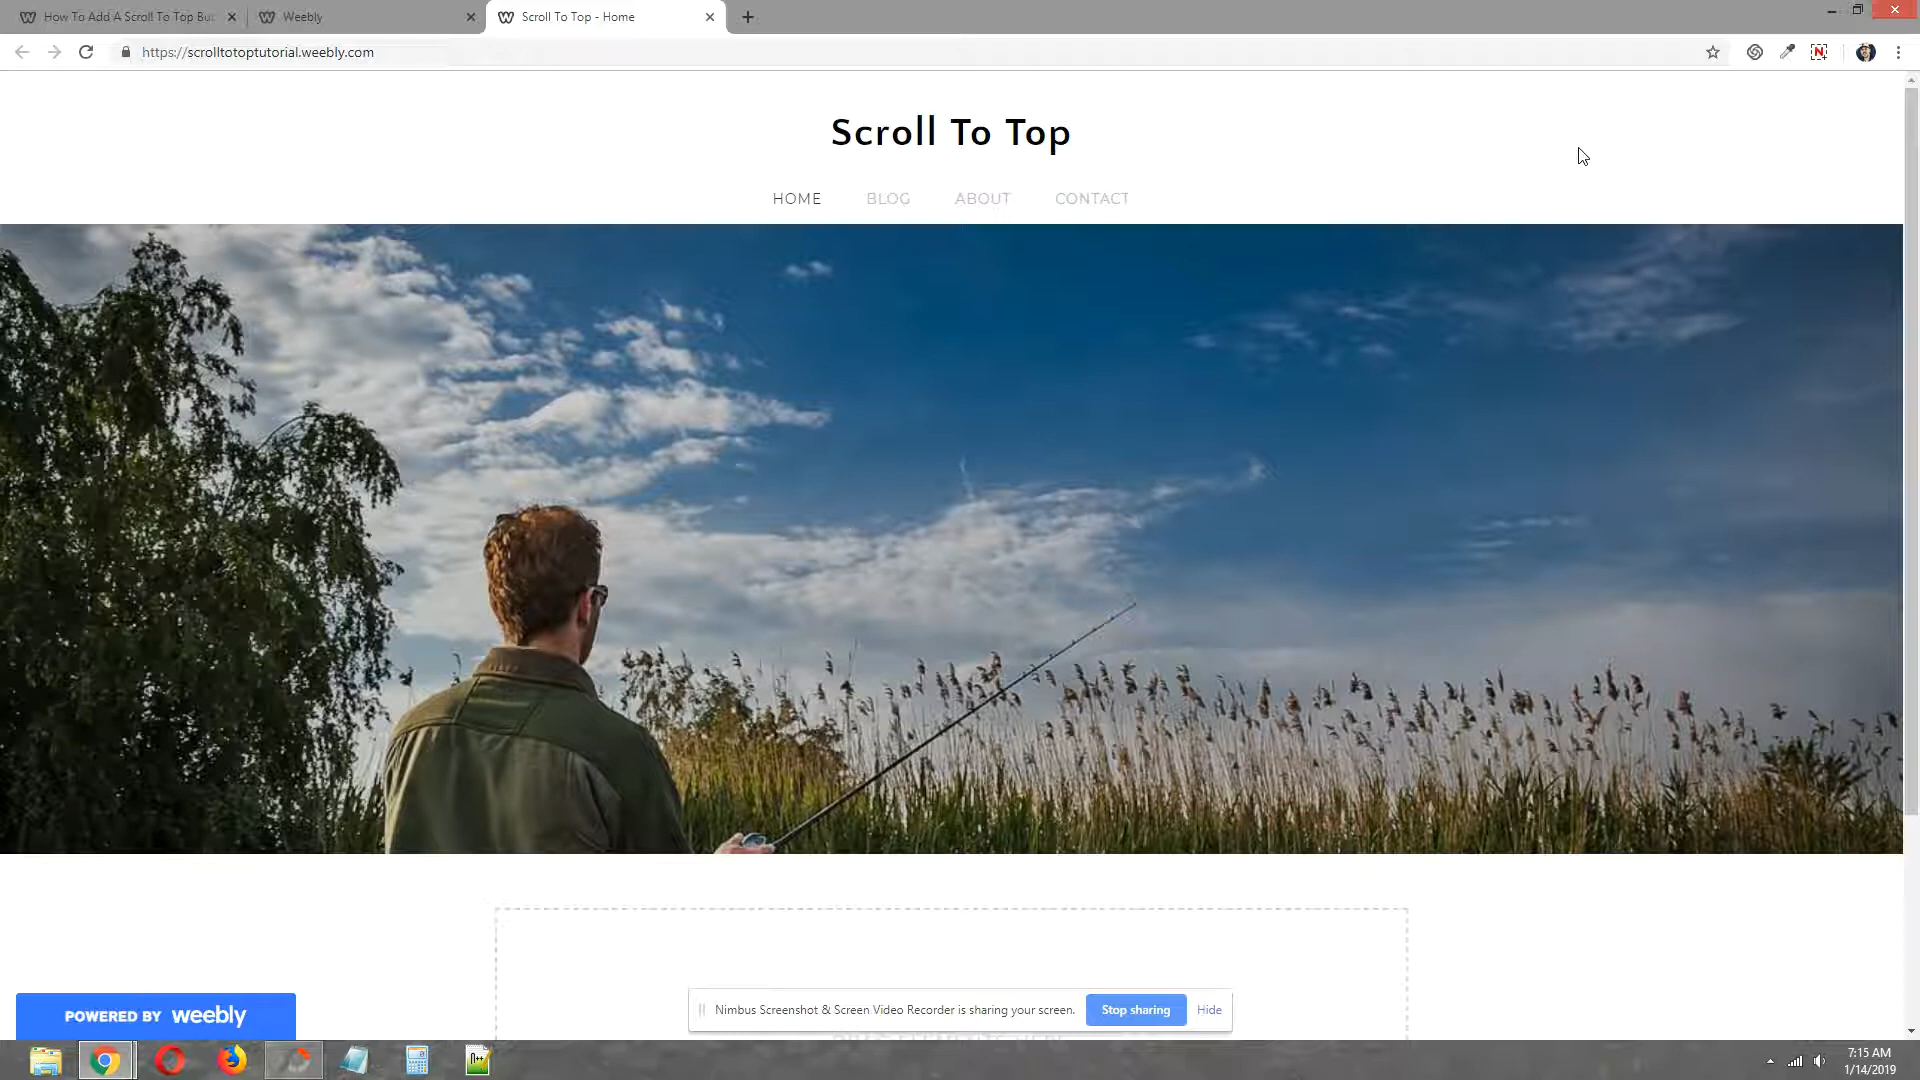 How To Add A Scroll To Top Bu
Weebly
Scroll To Top - Home
https://scrolltotoptutorial.weebly.com
Scroll To Top
HOME
BLOG
ABOUT
CONTACT
POWERED BY weebly
Nimbus Screenshot & Screen Video Recorder is sharing your screen.
Stop sharing
Hide
7:15 AM
1/14/2019